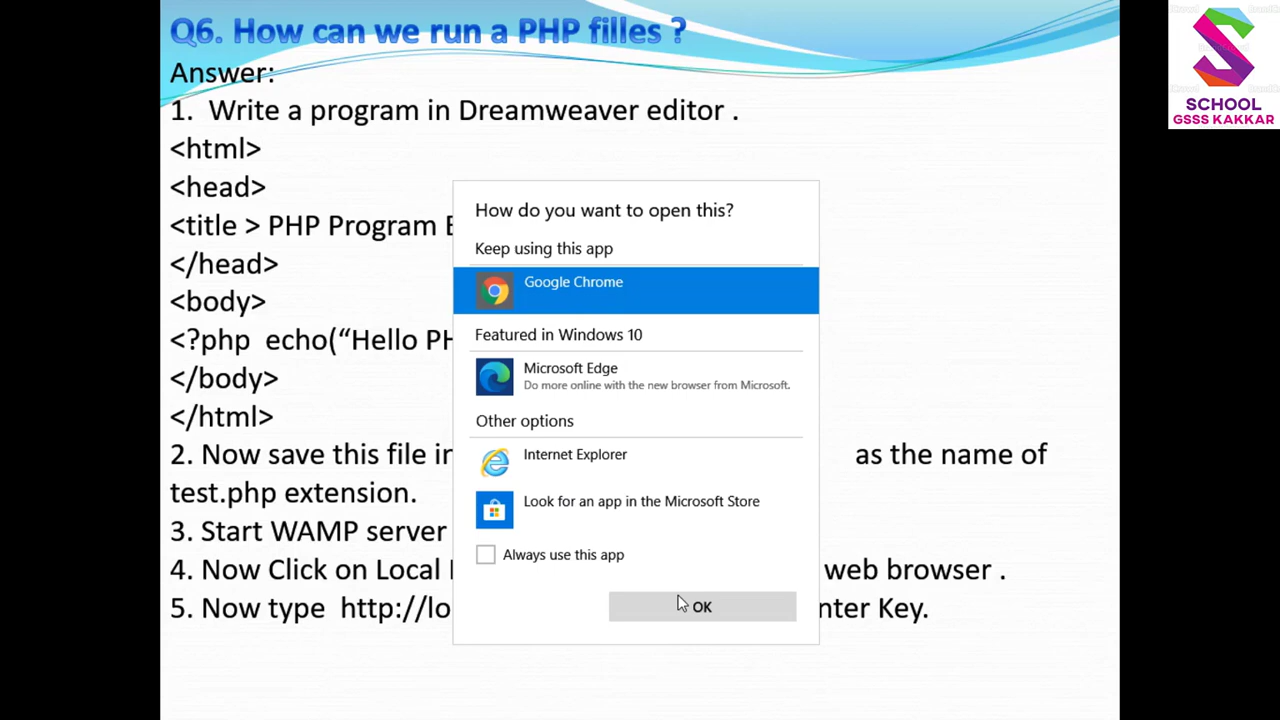 Q6. How can we run a PHP filles ?
Answer:
1. Write a program in Dreamweaver editor .
<html>
<head>
<title > PHP Program
</head>
<body>
<?php echo(“Hello
</body>
</html>
2. Now save this file as the name of
test.php extension.
3. Start WAMP server
4. Now Click on Local web browser .
5. Now type Key.
How do you want to open this?
Keep using this app
Google Chrome
Featured in Windows 10
Microsoft Edge
Do more online with the new browser from Microsoft.
Other options
Internet Explorer
Look for an app in the Microsoft Store
Always use this app
OK
SCHOOL
GSSS KAKKAR